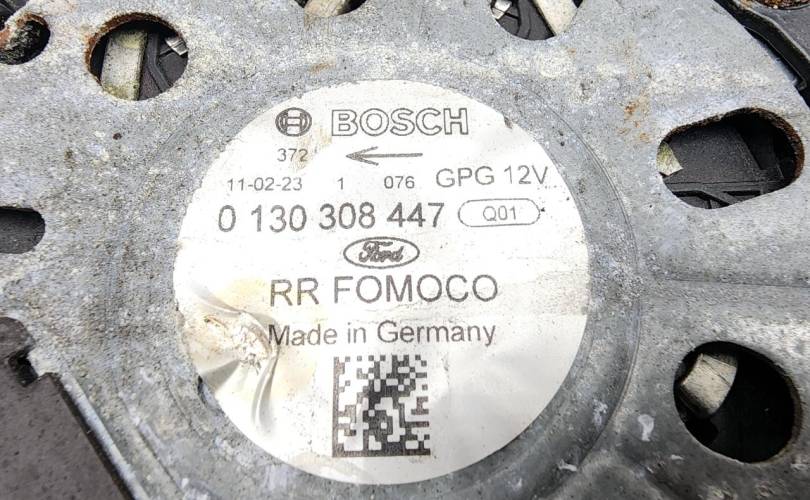 BOSCH
372
11-02-23 1 076 GPG 12V
0 130 308 447 Q01
Ford
RR FOMOCO
Made in Germany